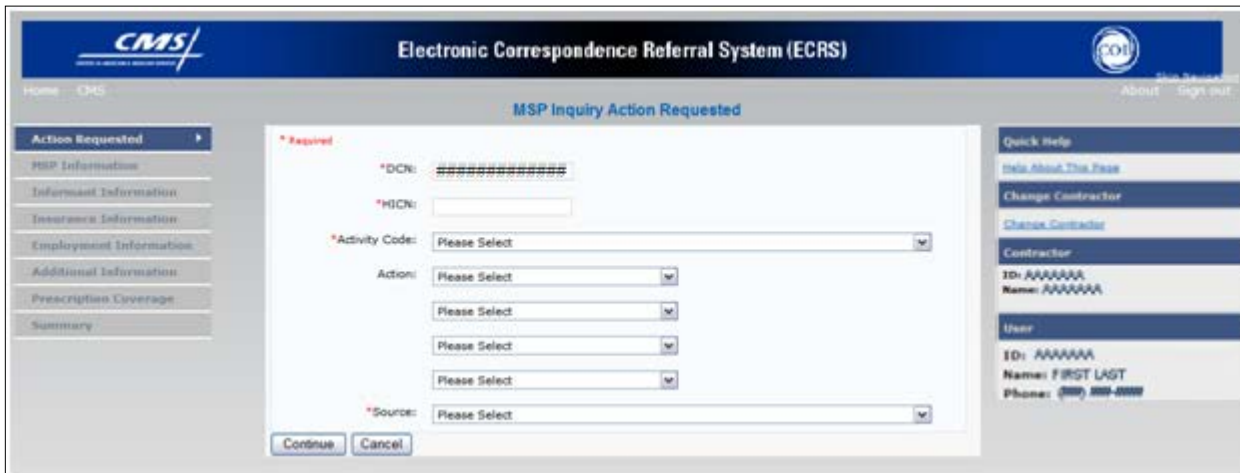 CMS
Electronic Correspondence Referral System (ECRS)
COB
Skip Navigation
Home CMS
About Sign out
MSP Inquiry Action Requested
Action Requested
MSP Information
Informant Information
Insurance Information
Employment Information
Additional Information
Prescription Coverage
Summary
* Required
*DCN: #############
*HICN:
*Activity Code: Please Select
Action: Please Select
Please Select
Please Select
Please Select
*Source: Please Select
Continue Cancel
Quick Help
Help About This Page
Change Contractor
Change Contractor
Contractor
ID: AAAAAAA
Name: AAAAAAA
User
ID: AAAAAAA
Name: FIRST LAST
Phone: (###) ###-####